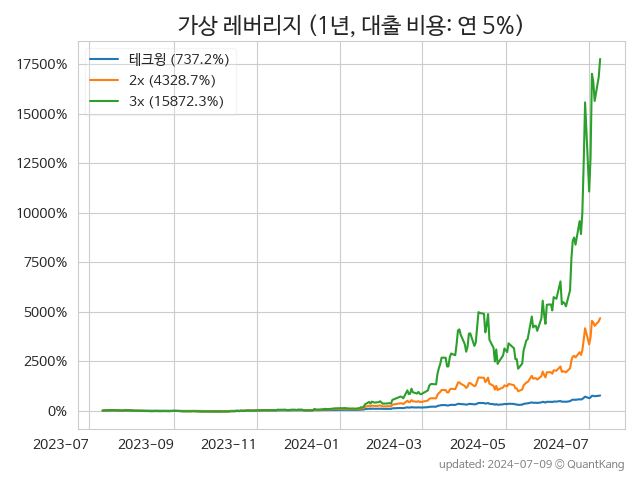 가상 레버리지 (1년, 대출 비용: 연 5%)
테크윙 (737.2%)
2x (4328.7%)
3x (15872.3%)
17500%
15000%
12500%
10000%
7500%
5000%
2500%
0%
2023-07 2023-09 2023-11 2024-01 2024-03 2024-05 2024-07
updated: 2024-07-09 © QuantKang